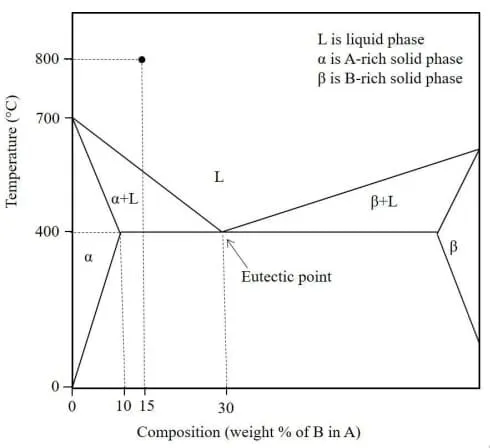 L is liquid phase
α is A-rich solid phase
β is B-rich solid phase
Temperature (°C)
800
700
400
0
L
α+L
β+L
α
β
Eutectic point
0 10 15 30
Composition (weight % of B in A)